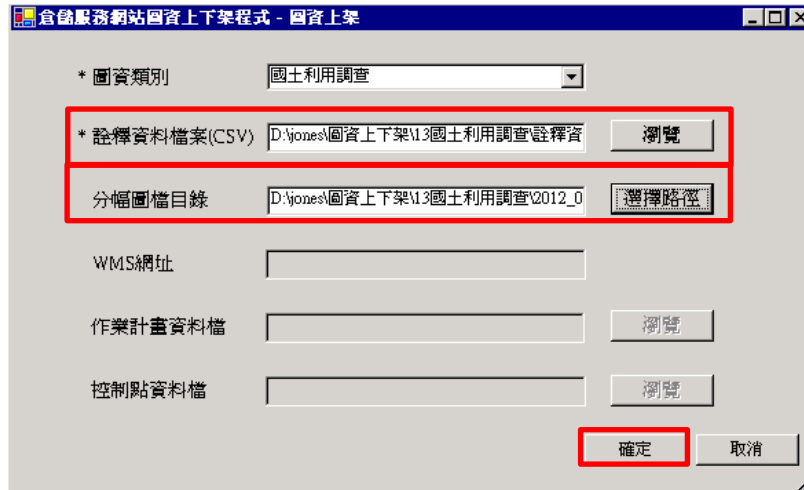 倉儲服務網站圖資上下架程式 - 圖資上架
* 圖資類別 國土利用調查
* 詮釋資料檔案(CSV) D:\jones\圖資上下架\13國土利用調查\詮釋資 瀏覽
分幅圖檔目錄 D:\jones\圖資上下架\13國土利用調查\2012_0 選擇路徑
WMS網址
作業計畫資料檔 瀏覽
控制點資料檔 瀏覽
確定 取消